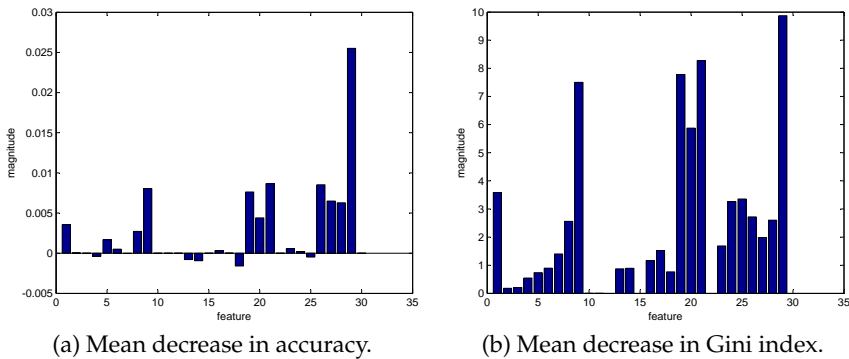 0.03
0.025
0.02
0.015
0.01
0.005
0
-0.005
magnitude
0 5 10 15 20 25 30 35
feature
(a) Mean decrease in accuracy.
10
9
8
7
6
5
4
3
2
1
0
magnitude
0 5 10 15 20 25 30 35
feature
(b) Mean decrease in Gini index.